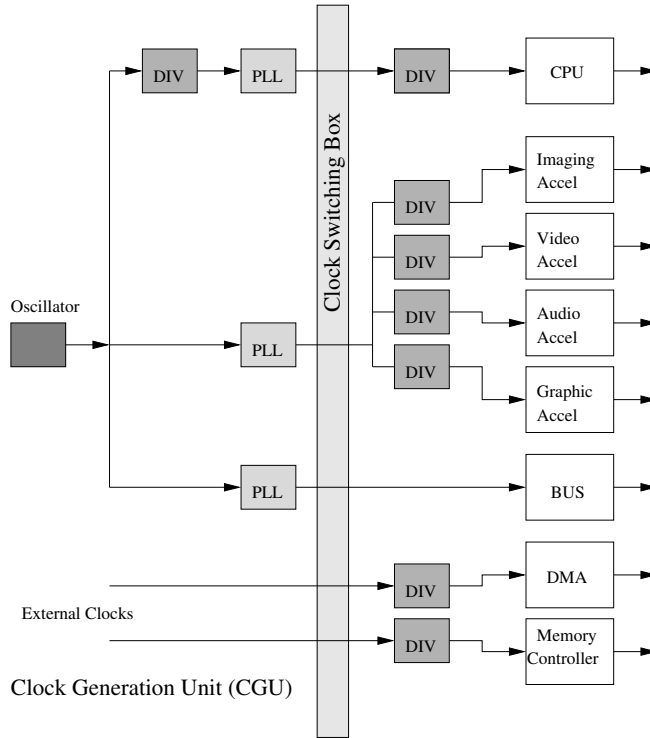 DIV
PLL
DIV
CPU
Clock Switching Box
Imaging
Accel
DIV
Video
Accel
DIV
Oscillator
Audio
Accel
DIV
PLL
DIV
Graphic
Accel
PLL
BUS
DIV
DMA
External Clocks
DIV
Memory
Controller
Clock Generation Unit (CGU)